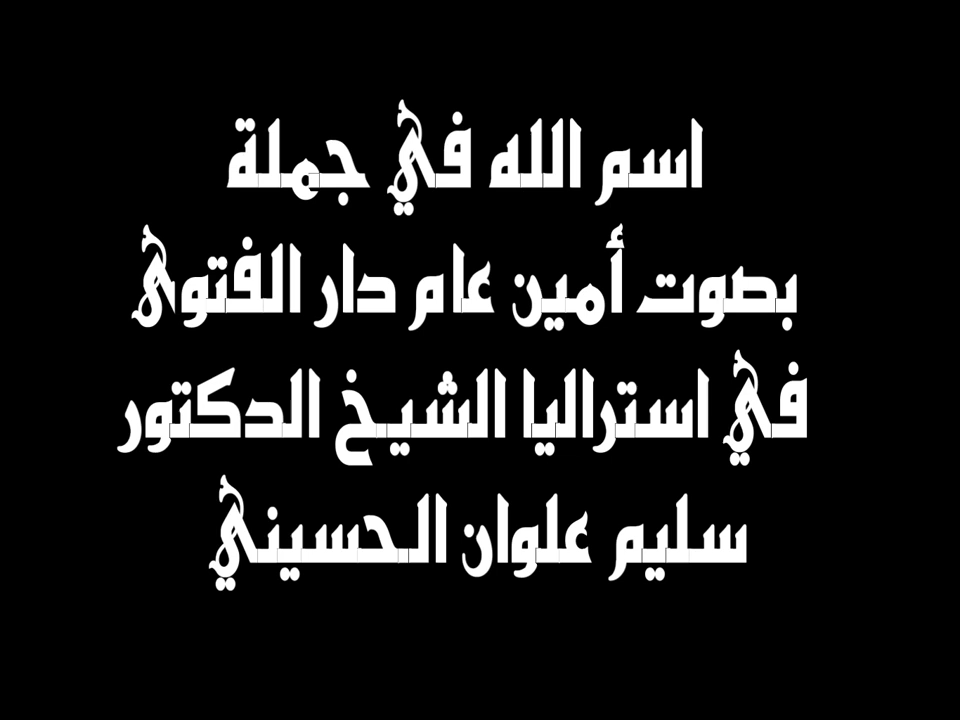 اسم الله في جملة
بصوت أمين عام دار الفتوى
في استراليا الشيخ الدكتور
سليم علوان الحسيني